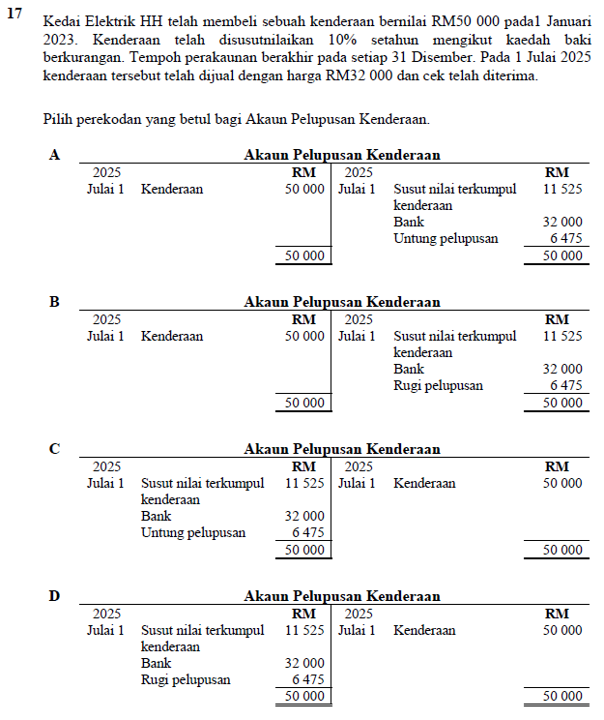 17 Kedai Elektrik HH telah membeli sebuah kenderaan bernilai RM50 000 pada1 Januari
2023. Kenderaan telah disusutnilaikan 10% setahun mengikut kaedah baki
berkurangan. Tempoh perakaunan berakhir pada setiap 31 Disember. Pada 1 Julai 2025
kenderaan tersebut telah dijual dengan harga RM32 000 dan cek telah diterima.
Pilih perekodan yang betul bagi Akaun Pelupusan Kenderaan.
A Akaun Pelupusan Kenderaan
2025 RM 2025 RM
Julai 1 Kenderaan 50 000 Julai 1 Susut nilai terkumpul 11 525
kenderaan
Bank 32 000
Untung pelupusan 6 475
50 000 50 000
B Akaun Pelupusan Kenderaan
2025 RM 2025 RM
Julai 1 Kenderaan 50 000 Julai 1 Susut nilai terkumpul 11 525
kenderaan
Bank 32 000
Rugi pelupusan 6 475
50 000 50 000
C Akaun Pelupusan Kenderaan
2025 RM 2025 RM
Julai 1 Susut nilai terkumpul 11 525 Julai 1 Kenderaan 50 000
kenderaan
Bank 32 000
Untung pelupusan 6 475
50 000 50 000
D Akaun Pelupusan Kenderaan
2025 RM 2025 RM
Julai 1 Susut nilai terkumpul 11 525 Julai 1 Kenderaan 50 000
kenderaan
Bank 32 000
Rugi pelupusan 6 475
50 000 50 000